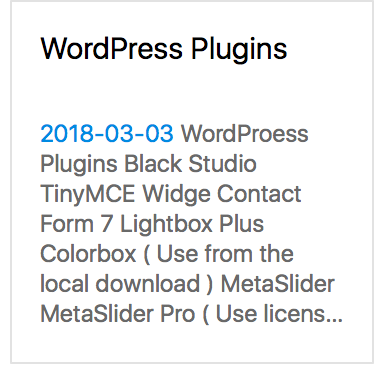 WordPress Plugins
2018-03-03 WordProess
Plugins Black Studio
TinyMCE Widge Contact
Form 7 Lightbox Plus
Colorbox ( Use from the
local download ) MetaSlider
MetaSlider Pro ( Use licens...